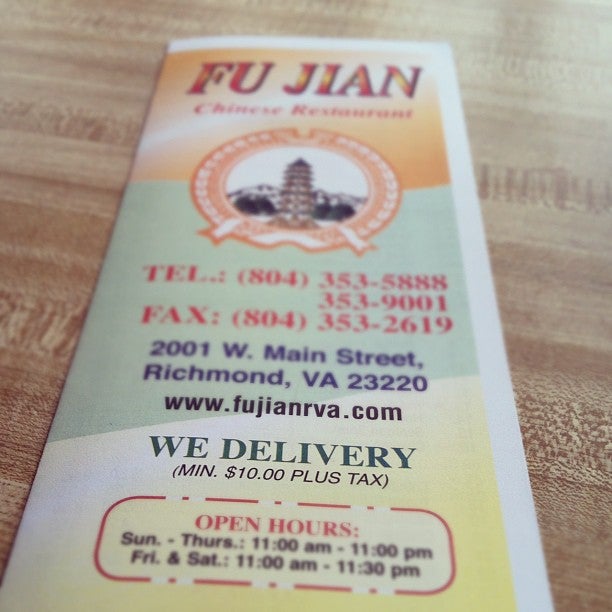 FU JIAN
Chinese Restaurant
TEL.: (804) 353-5888
353-9001
FAX: (804) 353-2619
2001 W. Main Street,
Richmond, VA 23220
www.fujianrva.com
WE DELIVERY
(MIN. $10.00 PLUS TAX)
OPEN HOURS:
Sun. - Thurs.: 11:00 am - 11:00 pm
Fri. & Sat.: 11:00 am - 11:30 pm